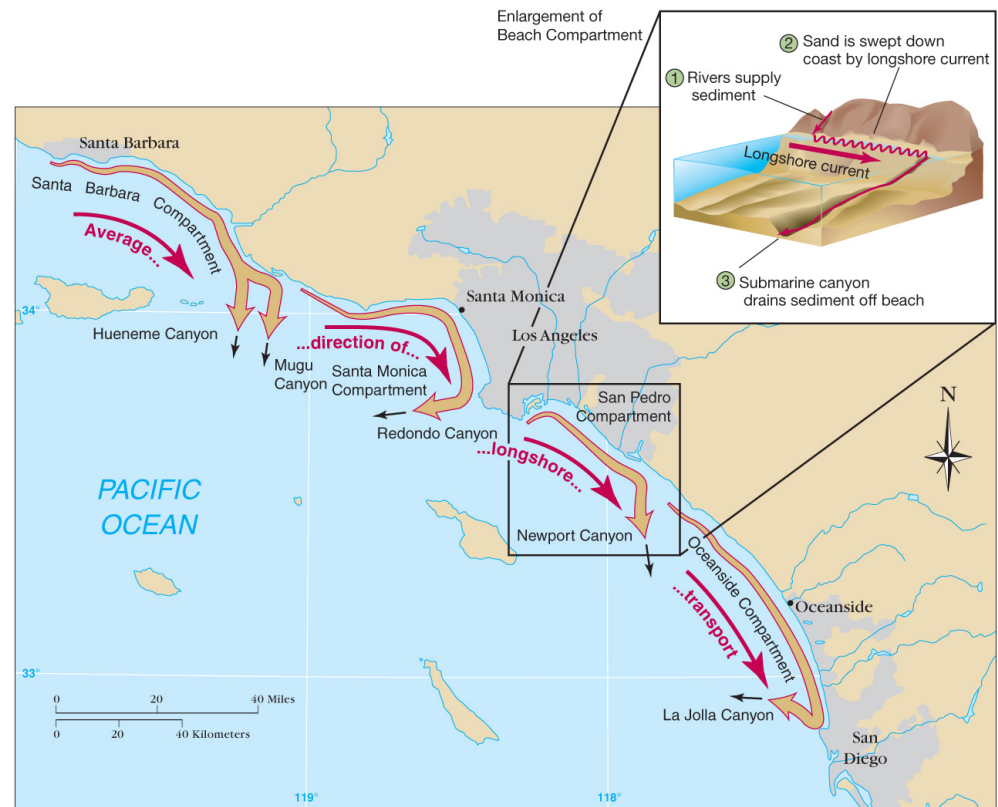 Enlargement of
Beach Compartment
2 Sand is swept down
coast by longshore current
1 Rivers supply
sediment
Longshore current
3 Submarine canyon
drains sediment off beach
Santa Barbara
Santa Barbara Compartment
Average...
34°
Hueneme Canyon
Mugu
Canyon
...direction of...
Santa Monica
Compartment
Santa Monica
Los Angeles
Redondo Canyon
San Pedro
Compartment
...longshore...
Newport Canyon
N
PACIFIC
OCEAN
Oceanside Compartment
...transport
Oceanside
33°
La Jolla Canyon
San
Diego
0 20 40 Miles
0 20 40 Kilometers
119°
118°